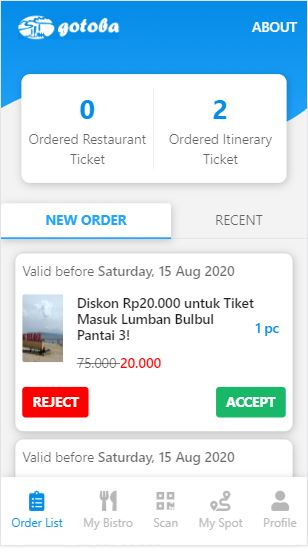 gotoba
ABOUT
0
Ordered Restaurant
Ticket
2
Ordered Itinerary
Ticket
NEW ORDER
RECENT
Valid before Saturday, 15 Aug 2020
Diskon Rp20.000 untuk Tiket
Masuk Lumban Bulbul
Pantai 3!
1 pc
75.000 20.000
REJECT
ACCEPT
Valid before Saturday, 15 Aug 2020
Order List
My Bistro
Scan
My Spot
Profile